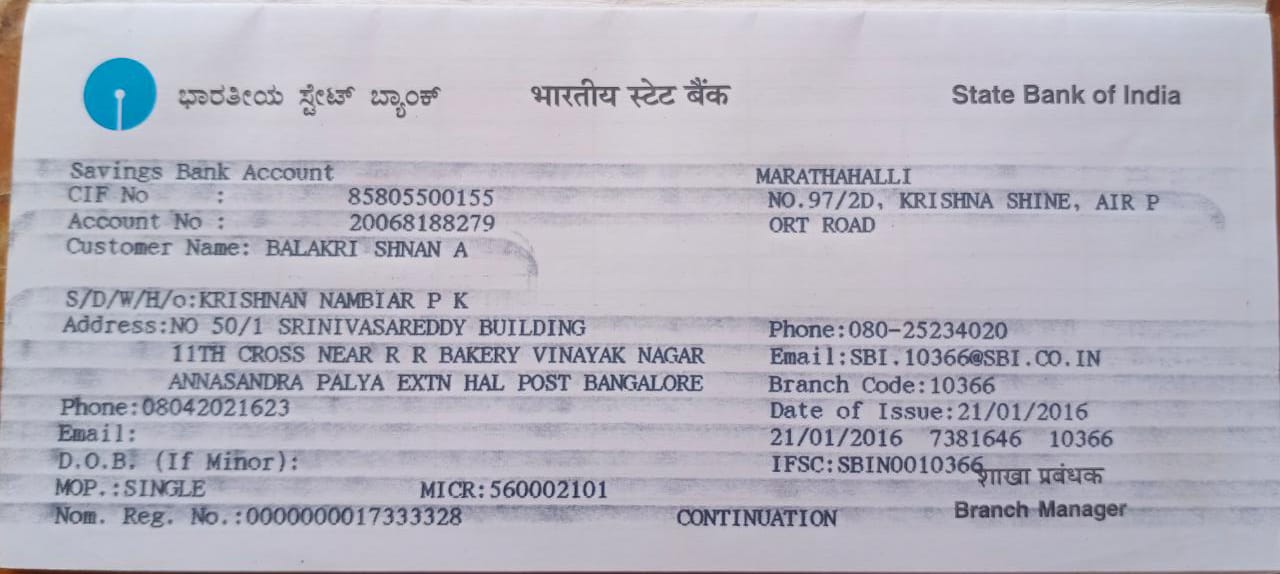 ಭಾರತೀಯ ಸ್ಟೇಟ್ ಬ್ಯಾಂಕ್ भारतीय स्टेट बैंक State Bank of India
Savings Bank Account
CIF No : 85805500155
Account No : 20068188279
Customer Name: BALAKRI SHNAN A
MARATHAHALLI
NO.97/2D, KRISHNA SHINE, AIR P
ORT ROAD
S/D/W/H/o:KRISHNAN NAMBIAR P K
Address:NO 50/1 SRINIVASAREDDY BUILDING
11TH CROSS NEAR R R BAKERY VINAYAK NAGAR
ANNASANDRA PALYA EXTN HAL POST BANGALORE
Phone:08042021623
Email:
D.O.B. (If Minor):
MOP.:SINGLE MICR:560002101
Nom. Reg. No.:0000000017333328
Phone:080-25234020
Email:SBI.10366@SBI.CO.IN
Branch Code:10366
Date of Issue:21/01/2016
21/01/2016 7381646 10366
IFSC:SBIN0010366
शाखा प्रबंधक
Branch Manager
CONTINUATION